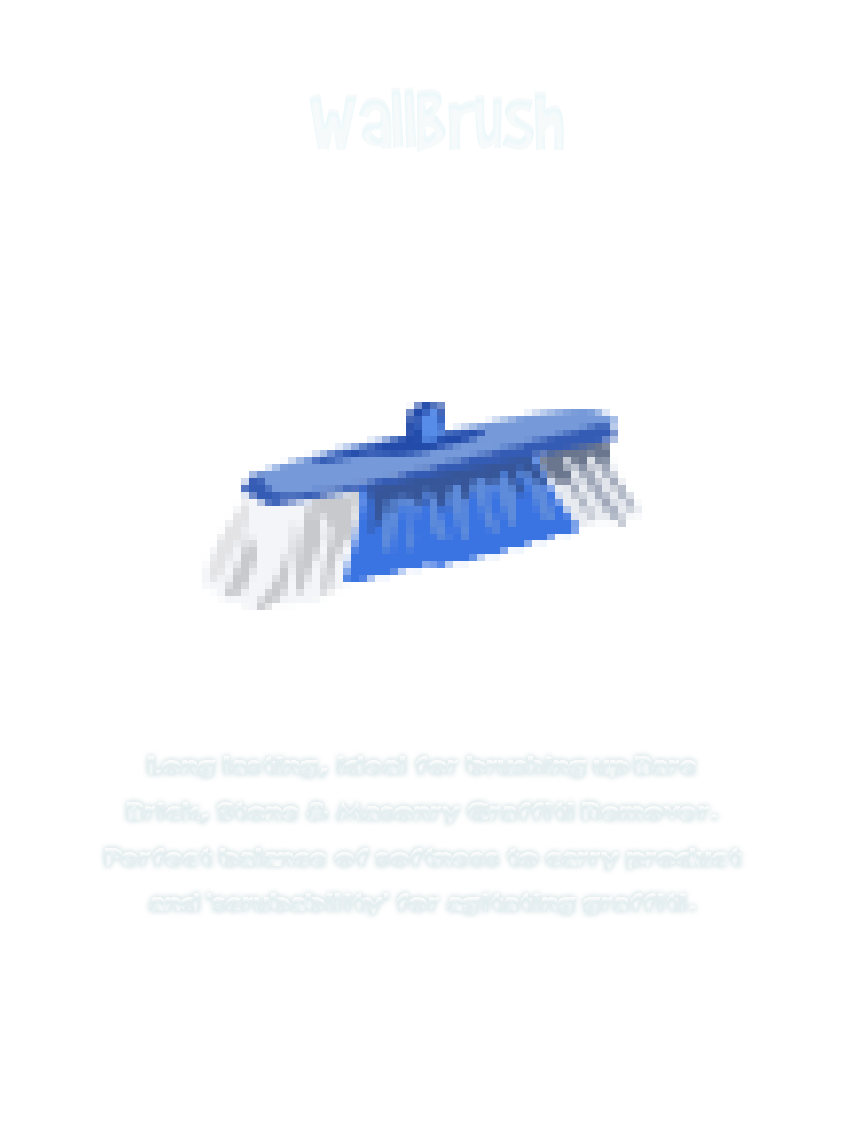 WallBrush
Long lasting, ideal for brushing up Bare
Brick, Stone & Masonry Graffiti Remover.
Perfect balance of softness to carry product
and 'scrubability' for agitating graffiti.